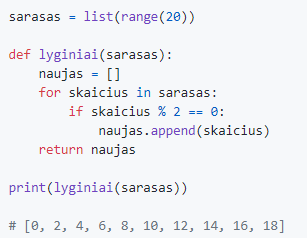 sarasas = list(range(20))

def lyginiai(sarasas):
    naujas = []
    for skaicius in sarasas:
        if skaicius % 2 == 0:
            naujas.append(skaicius)
    return naujas

print(lyginiai(sarasas))

# [0, 2, 4, 6, 8, 10, 12, 14, 16, 18]